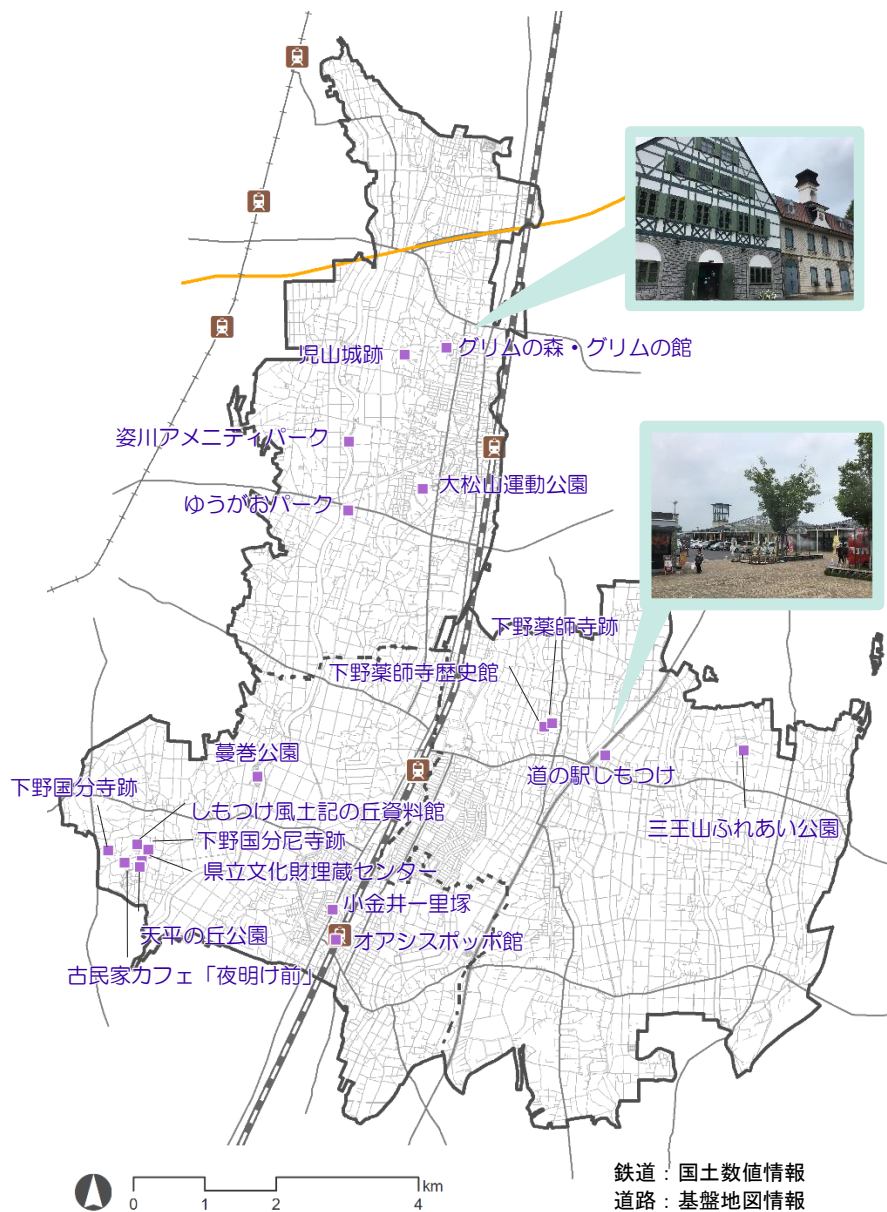 児山城跡
グリムの森・グリムの館
姿川アメニティパーク
大松山運動公園
ゆうがおパーク
下野薬師寺跡
下野薬師寺歴史館
蔓巻公園
道の駅しもつけ
下野国分寺跡
しもつけ風土記の丘資料館
三王山ふれあい公園
下野国分尼寺跡
県立文化財埋蔵センター
小金井一里塚
天平の丘公園
オアシスポッポ館
古民家カフェ「夜明け前」
km
0 1 2 4
鉄道：国土数値情報
道路：基盤地図情報